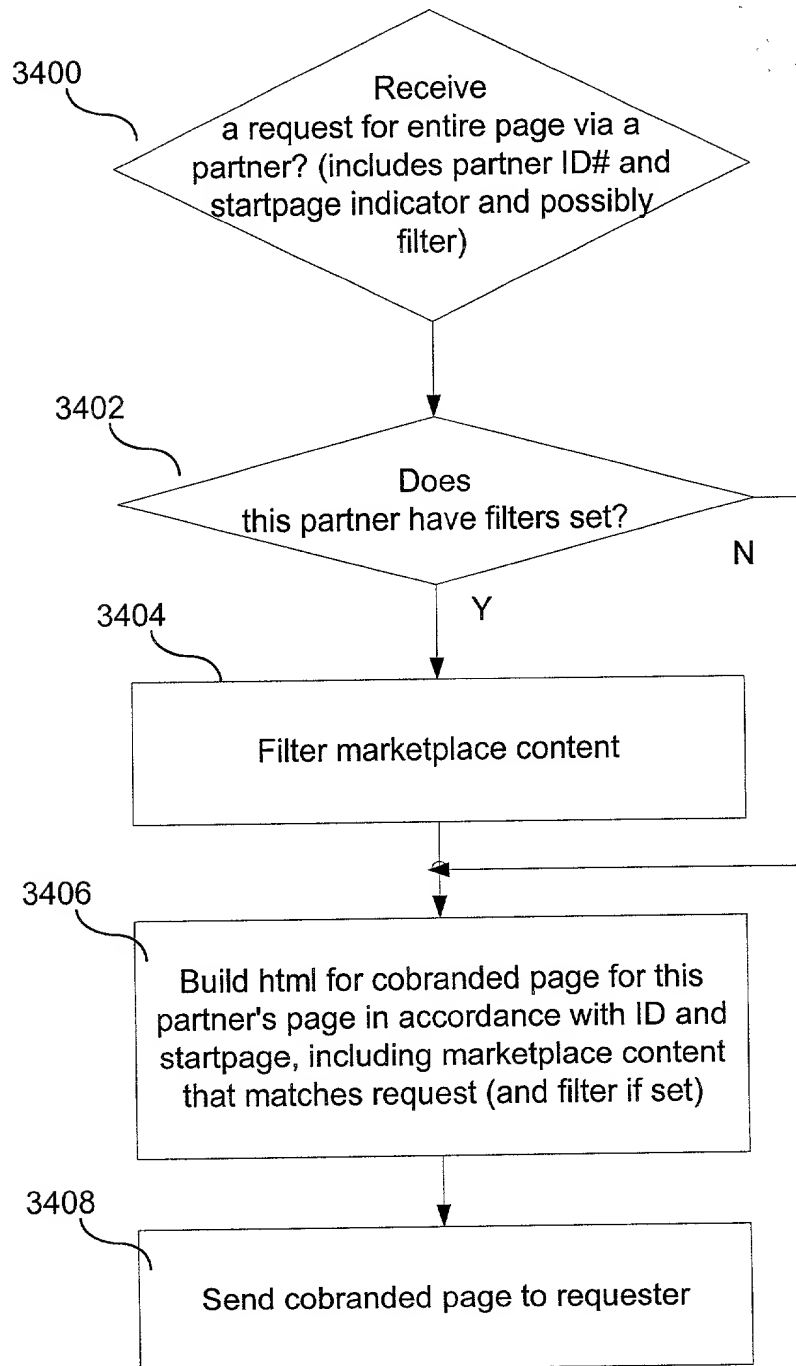 3400
Receive
a request for entire page via a
partner? (includes partner ID# and
startpage indicator and possibly
filter)
3402
Does
this partner have filters set?
N
Y
3404
Filter marketplace content
3406
Build html for cobranded page for this
partner's page in accordance with ID and
startpage, including marketplace content
that matches request (and filter if set)
3408
Send cobranded page to requester